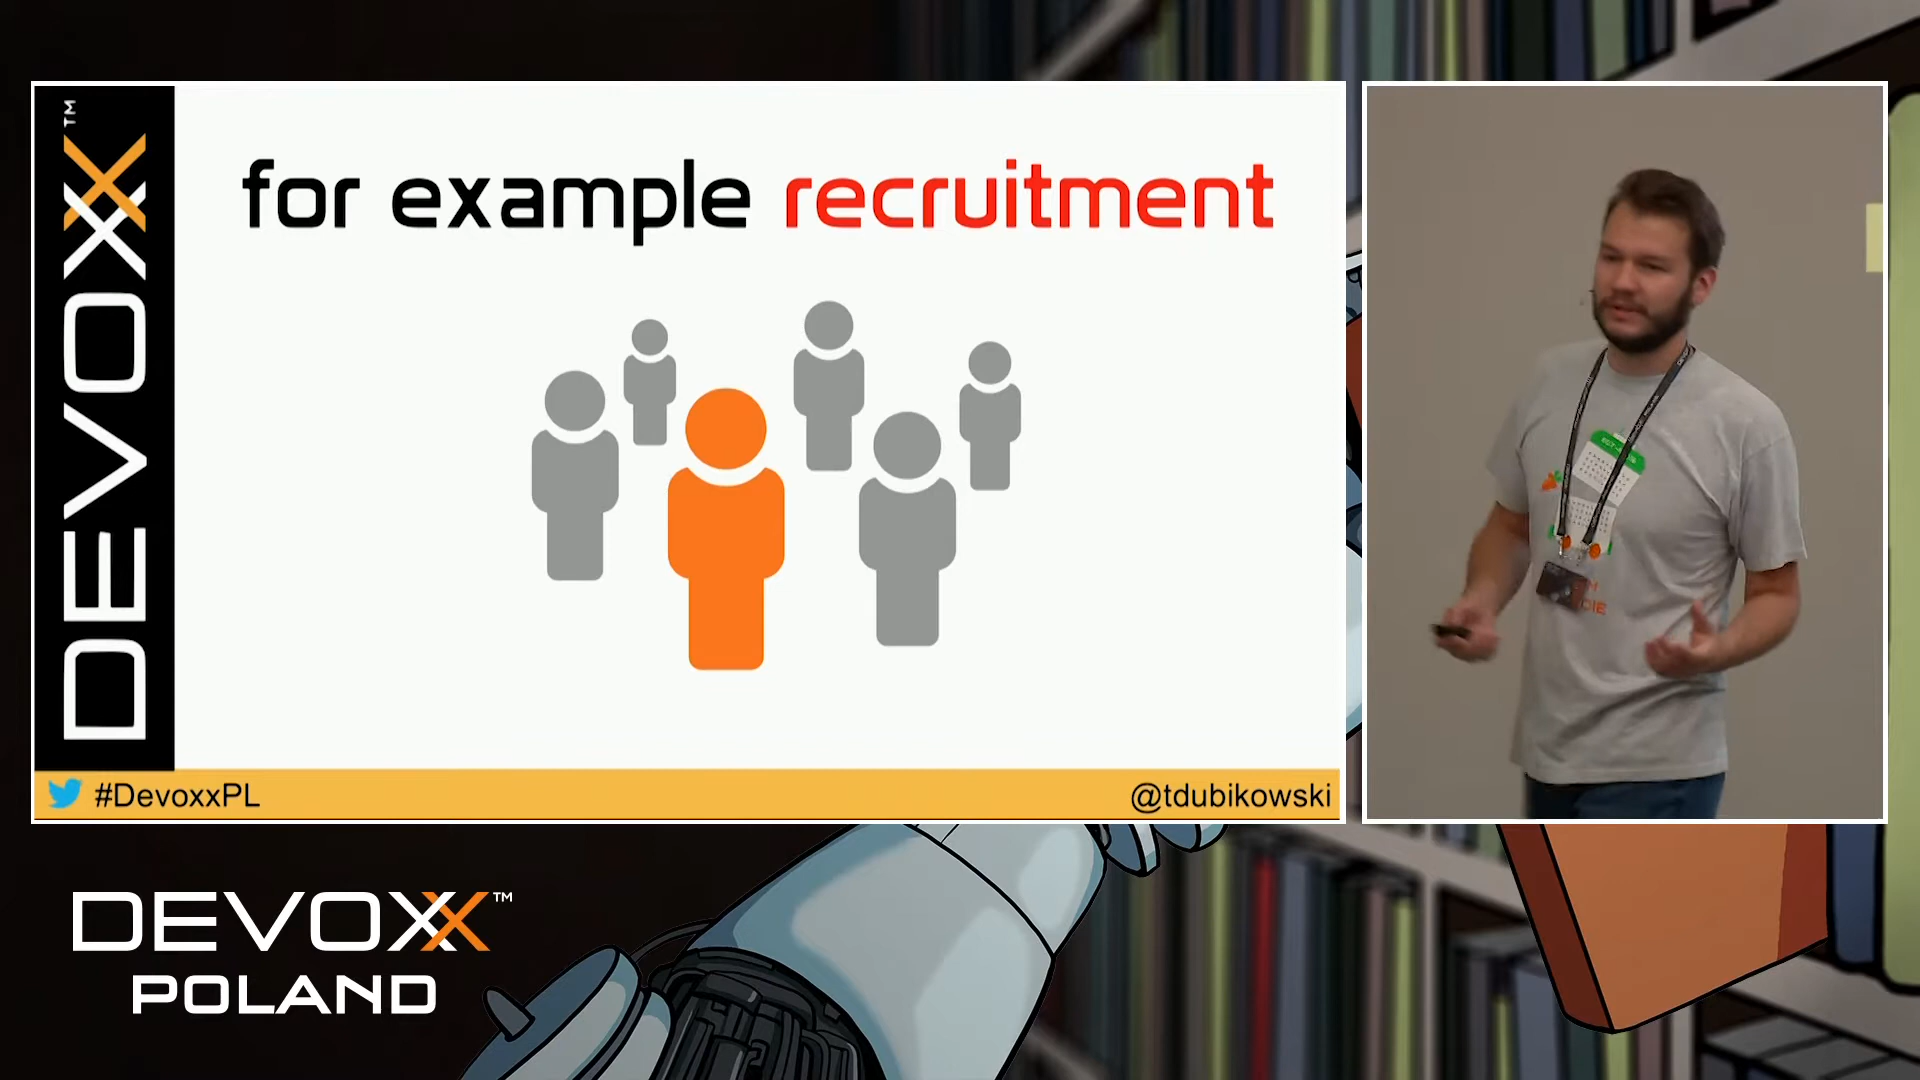 DEVOXX™
for example recruitment
#DevoxxPL
@tdubikowski
DEVOXX™
POLAND